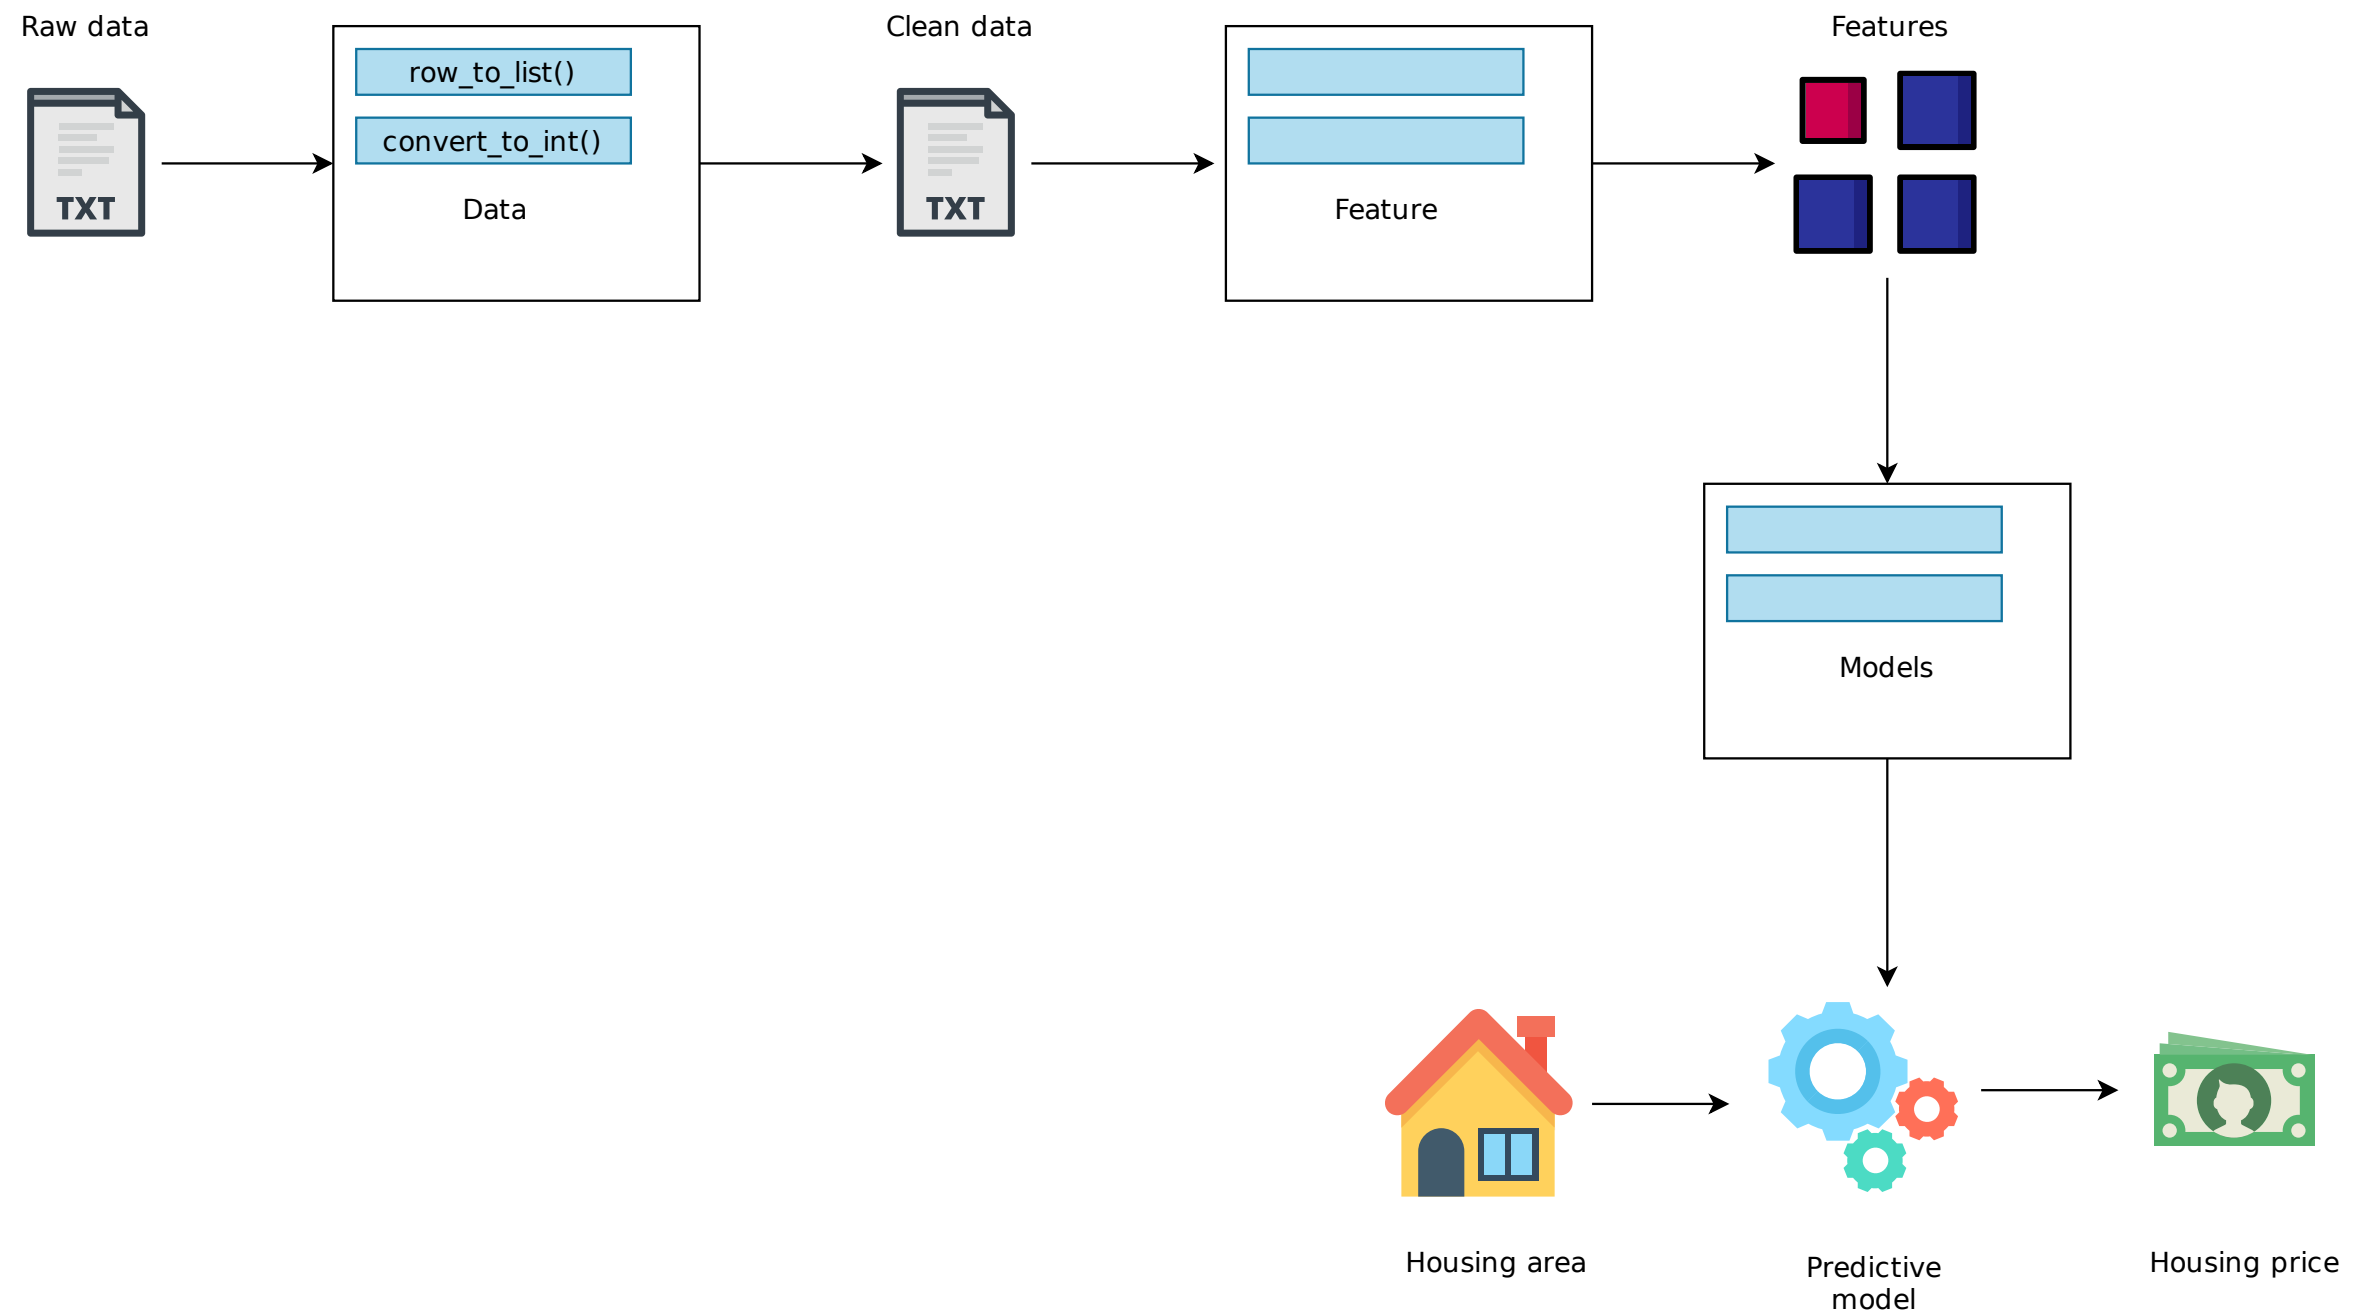 Raw data
row_to_list()
convert_to_int()
Data
TXT
Clean data
TXT
Feature
Features
Models
Housing area
Predictive
model
Housing price